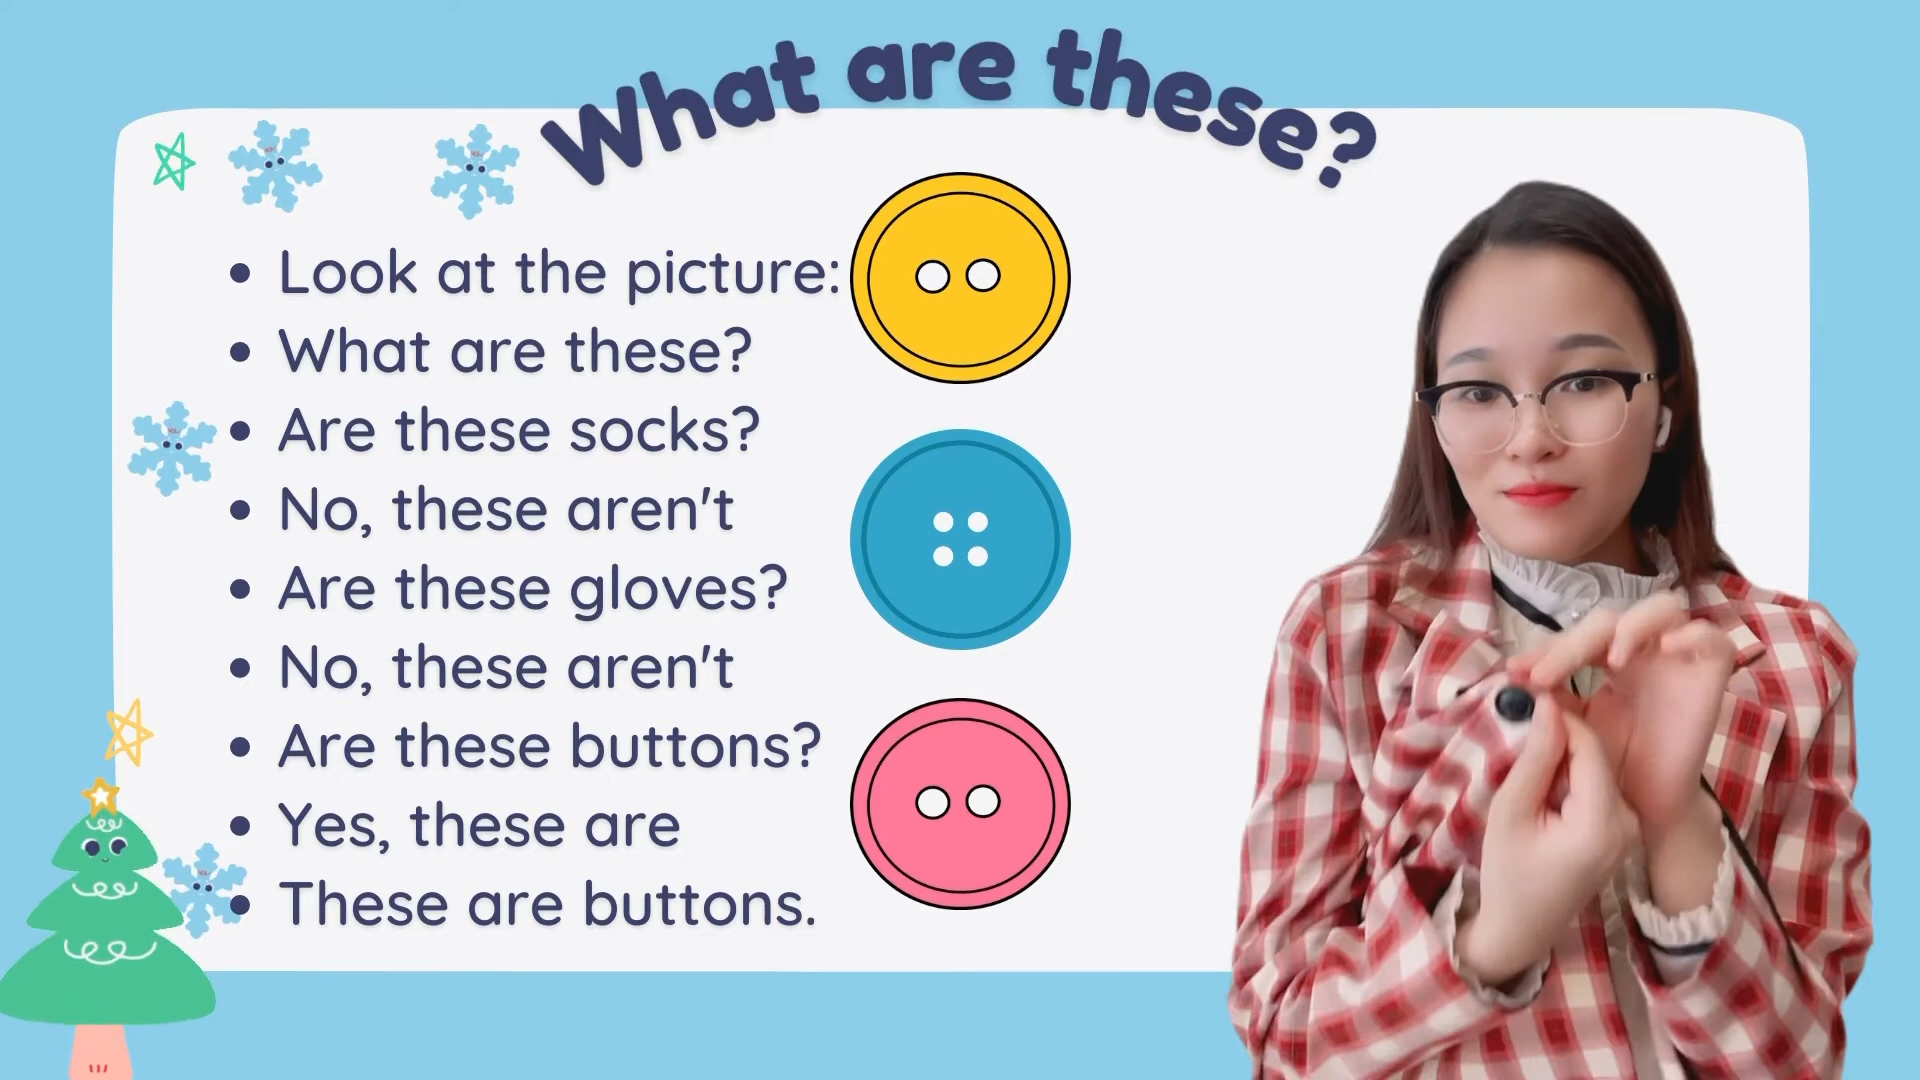 What are these?
Look at the picture:
What are these?
Are these socks?
No, these aren't
Are these gloves?
No, these aren't
Are these buttons?
Yes, these are
These are buttons.